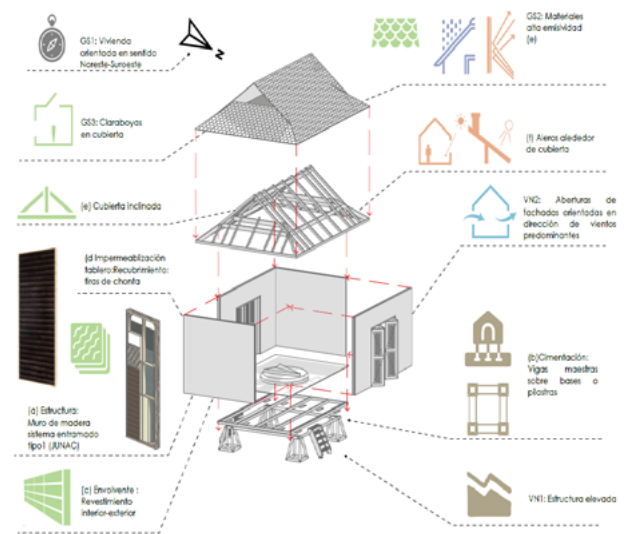 GS1: Vivienda
orientada en sentido
Noreste-Suroeste
N
GS2: Materiales
alta emisividad
(e)
GS3: Claraboyas
en cubierta
(f) Aleros alededor
de cubierta
(e) Cubierta inclinada
VN2: Aberturas de
fachadas orientadas en
dirección de vientos
predominantes
(d Impermeabilización
tablero:Recubrimiento:
tiras de chonta
(b)Cimentación:
Vigas maestras
sobre bases o
pilastras
(a) Estructura:
Muro de madera
sistema entramado
tipo1 (JUNAC)
(c) Envolvente :
Revestimiento
interior-exterior
VN1: Estructura elevada